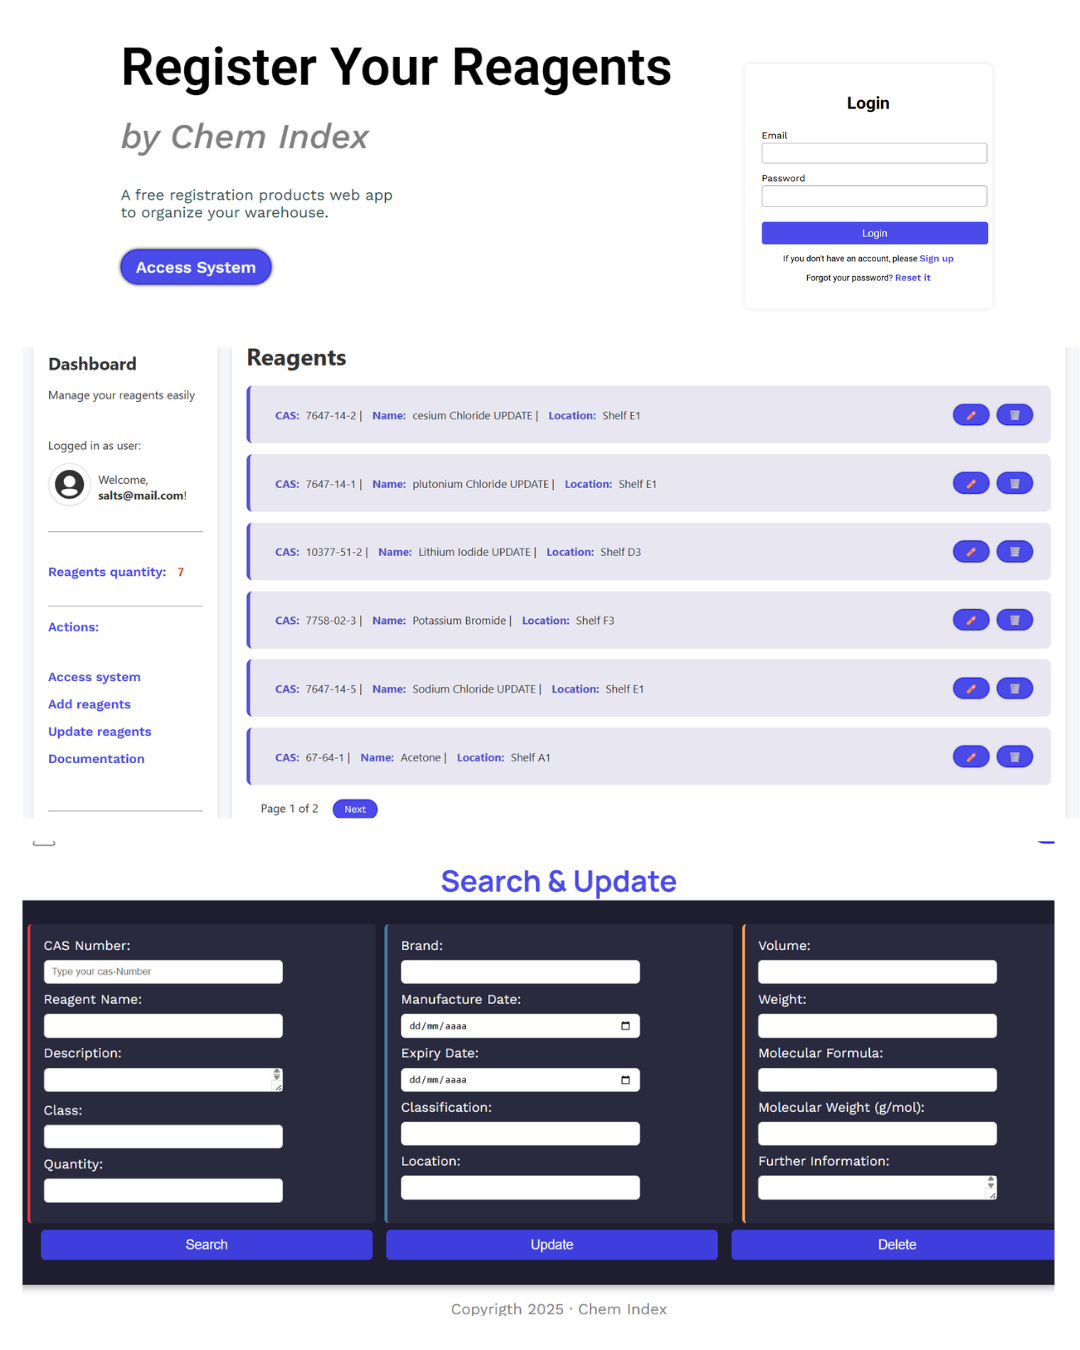 Register Your Reagents
by Chem Index
A free registration products web app
to organize your warehouse.
Access System
Login
Email
Password
Login
If you don't have an account, please Sign up
Forgot your password? Reset it
Dashboard
Manage your reagents easily
Logged in as user:
Welcome,
salts@mail.com!
Reagents quantity: 7
Actions:
Access system
Add reagents
Update reagents
Documentation
Reagents
CAS: 7647-14-2 | Name: cesium Chloride UPDATE | Location: Shelf E1
CAS: 7647-14-1 | Name: plutonium Chloride UPDATE | Location: Shelf E1
CAS: 10377-51-2 | Name: Lithium Iodide UPDATE | Location: Shelf D3
CAS: 7758-02-3 | Name: Potassium Bromide | Location: Shelf F3
CAS: 7647-14-5 | Name: Sodium Chloride UPDATE | Location: Shelf E1
CAS: 67-64-1 | Name: Acetone | Location: Shelf A1
Page 1 of 2 Next
Search & Update
CAS Number:
Type your cas-Number
Reagent Name:
Description:
Class:
Quantity:
Brand:
Manufacture Date:
dd/mm/aaaa
Expiry Date:
dd/mm/aaaa
Classification:
Location:
Volume:
Weight:
Molecular Formula:
Molecular Weight (g/mol):
Further Information:
Search
Update
Delete
Copyrigth 2025 · Chem Index